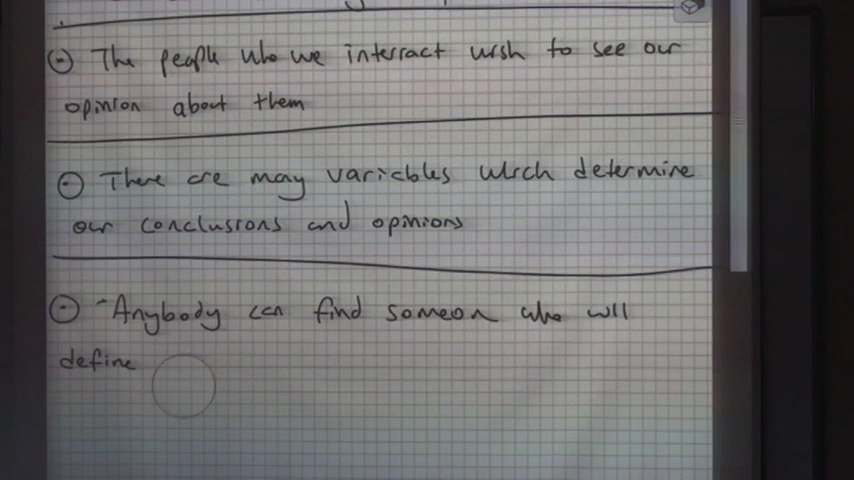 The people who we interract wish to see our
opinion about them
There are may variables which determine
our conclusions and opinions
Anybody can find someon who will
define